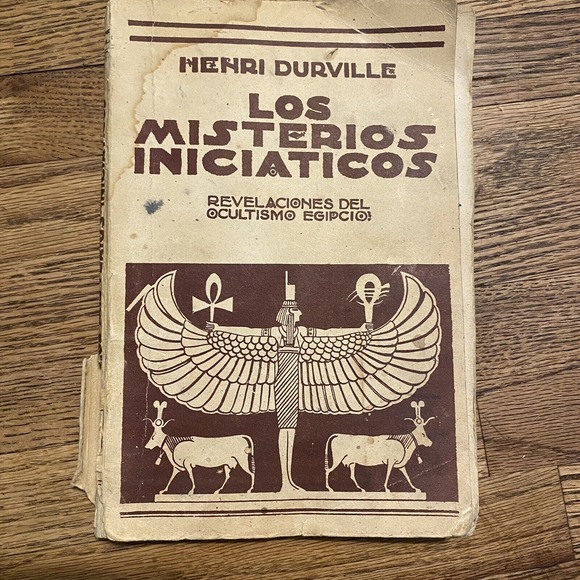 HENRI DURVILLE
LOS
MISTERIOS
INICIATICOS
REVELACIONES DEL
OCULTISMO EGIPCIO: